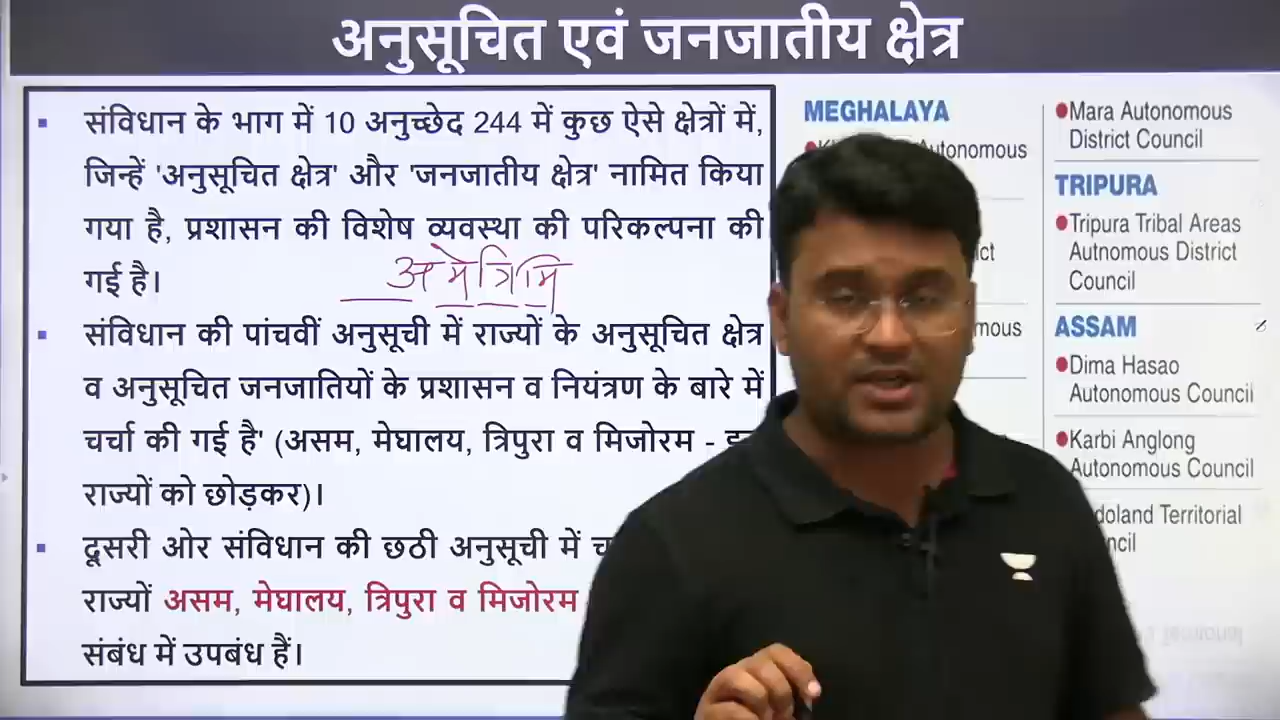 अनुसूचित एवं जनजातीय क्षेत्र
संविधान के भाग में 10 अनुच्छेद 244 में कुछ ऐसे क्षेत्रों में,
जिन्हें 'अनुसूचित क्षेत्र' और 'जनजातीय क्षेत्र' नामित किया
गया है, प्रशासन की विशेष व्यवस्था की परिकल्पना की
गई है।
अमेत्रिमि
संविधान की पांचवीं अनुसूची में राज्यों के अनुसूचित क्षेत्र
व अनुसूचित जनजातियों के प्रशासन व नियंत्रण के बारे में
चर्चा की गई है' (असम, मेघालय, त्रिपुरा व मिजोरम -
राज्यों को छोड़कर)।
दूसरी ओर संविधान की छठी अनुसूची में
राज्यों असम, मेघालय, त्रिपुरा व मिजोरम
संबंध में उपबंध हैं।
MEGHALAYA
Autonomous
Mara Autonomous
District Council
TRIPURA
Tripura Tribal Areas
Autnomous District
Council
ASSAM
Dima Hasao
Autonomous Council
Karbi Anglong
Autonomous Council
Territorial